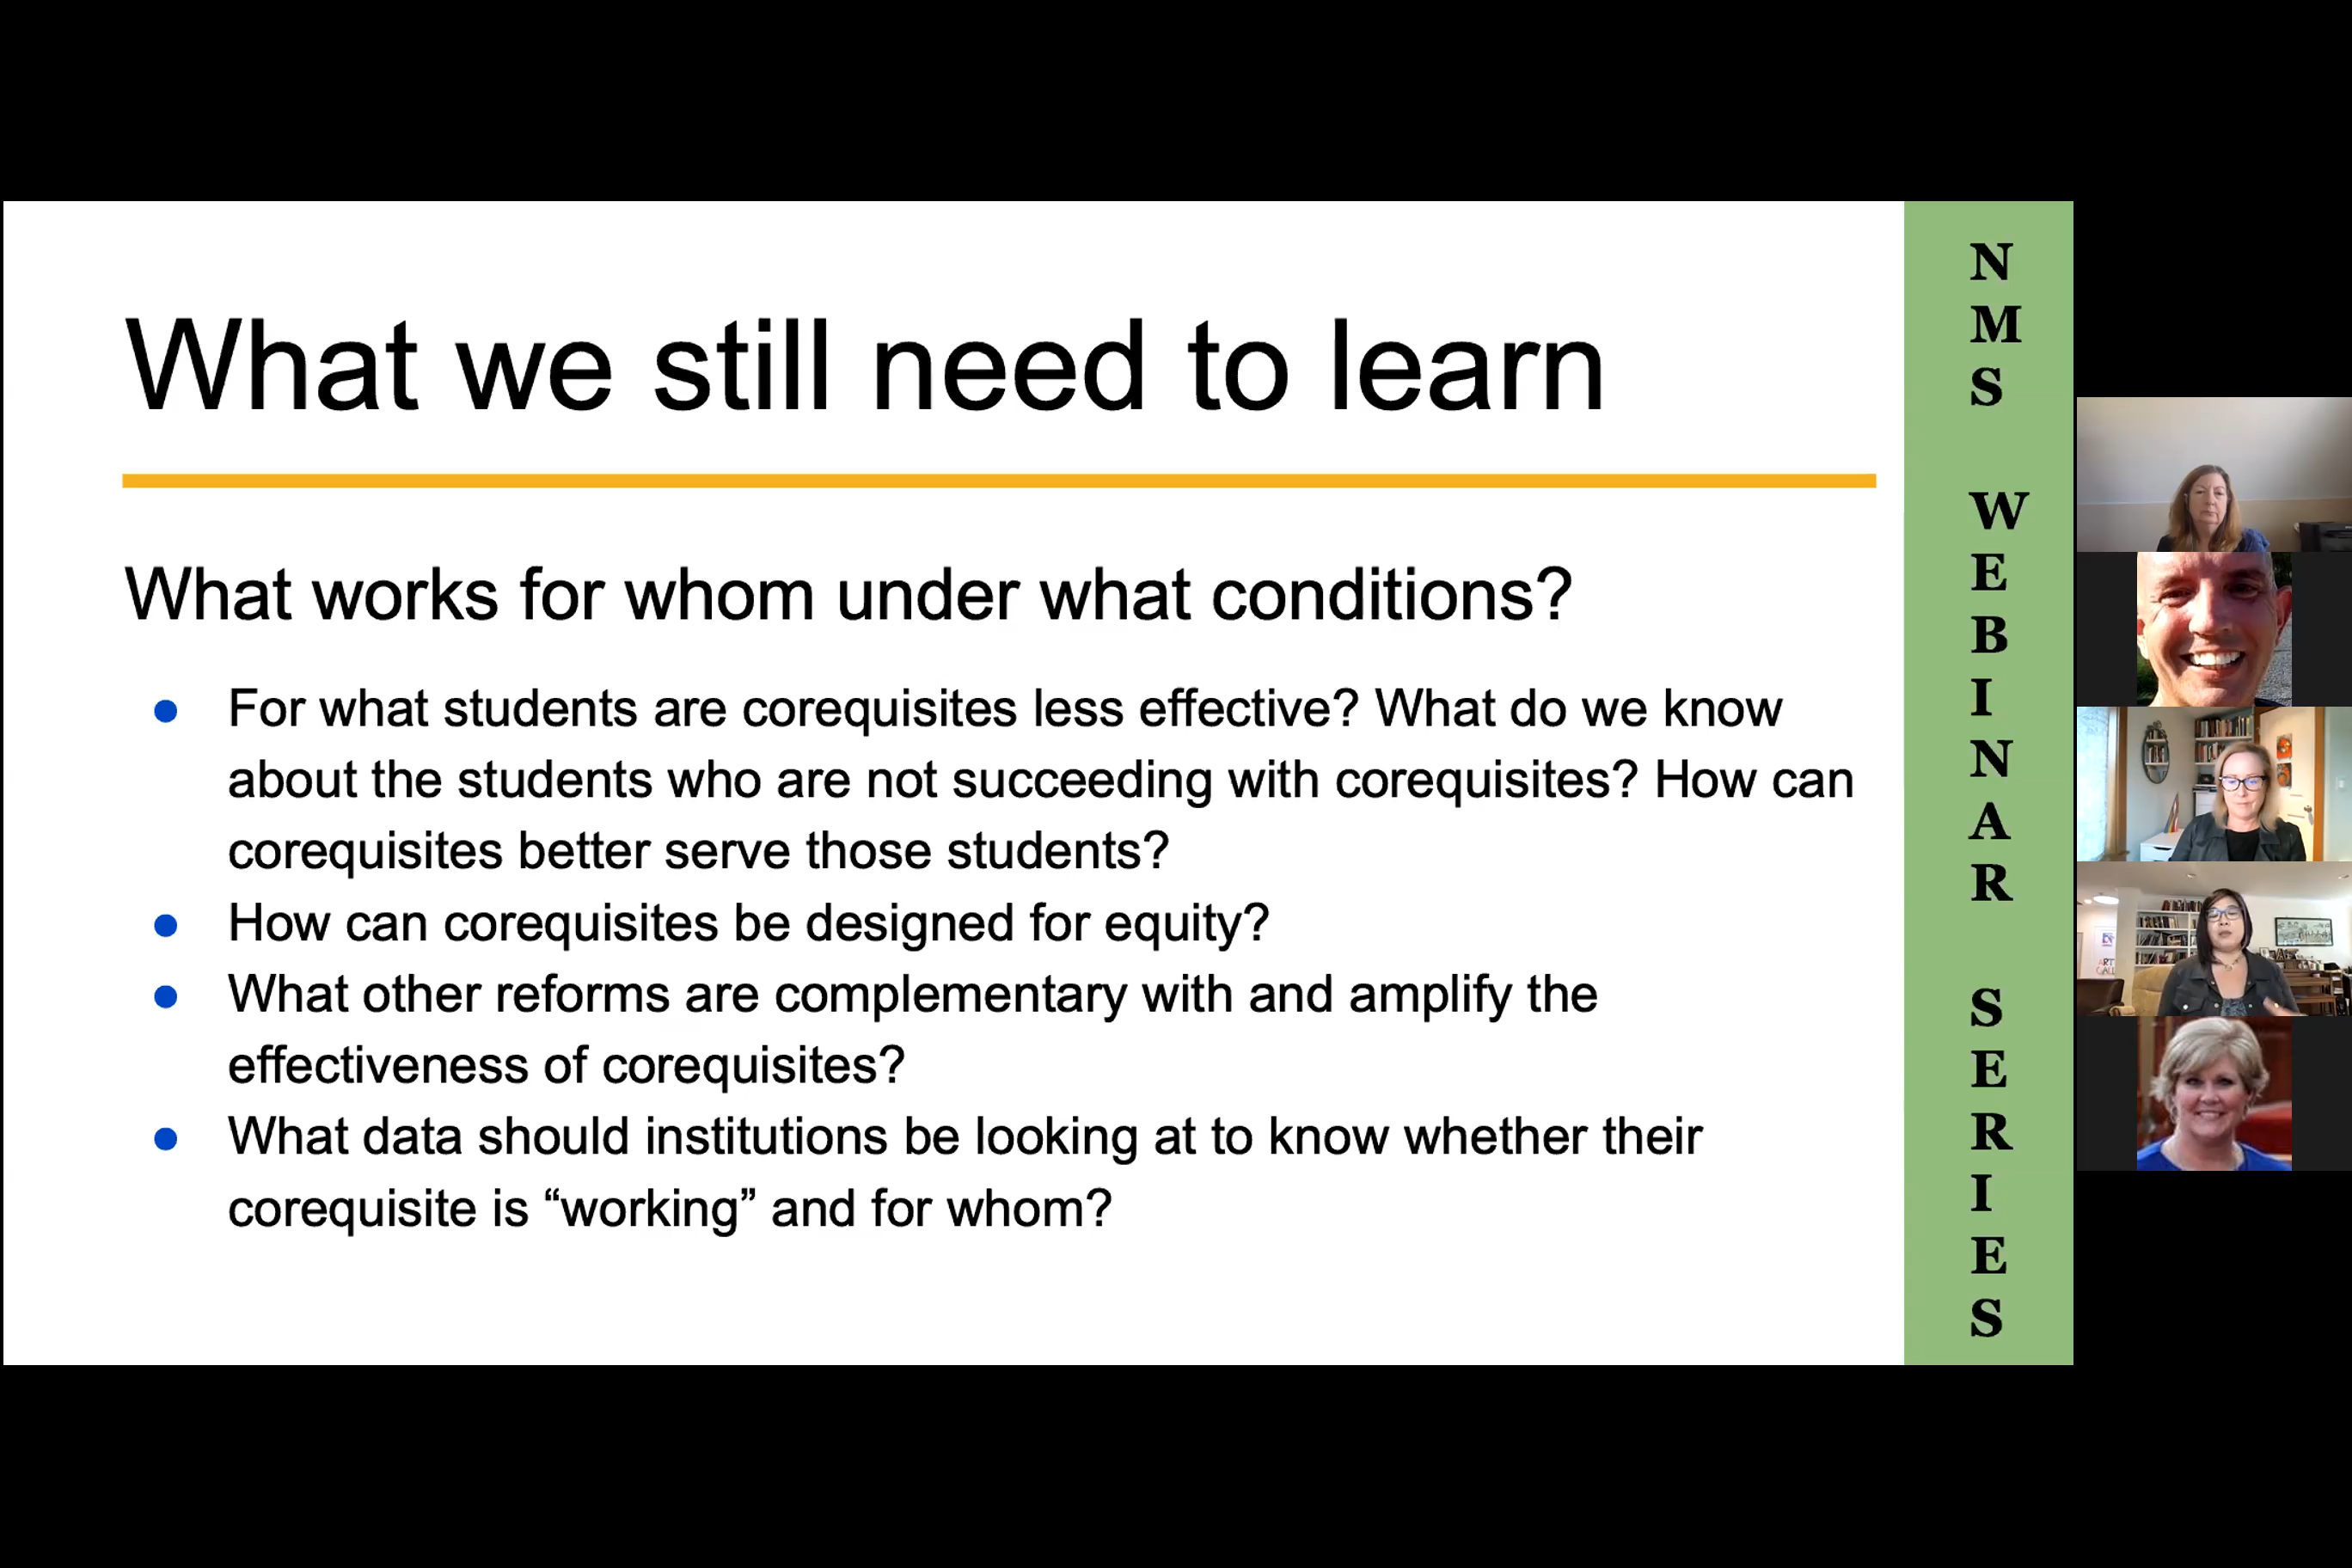 What we still need to learn
What works for whom under what conditions?
For what students are corequisites less effective? What do we know
about the students who are not succeeding with corequisites? How can
corequisites better serve those students?
How can corequisites be designed for equity?
What other reforms are complementary with and amplify the
effectiveness of corequisites?
What data should institutions be looking at to know whether their
corequisite is “working” and for whom?
NMS WEBINAR SERIES